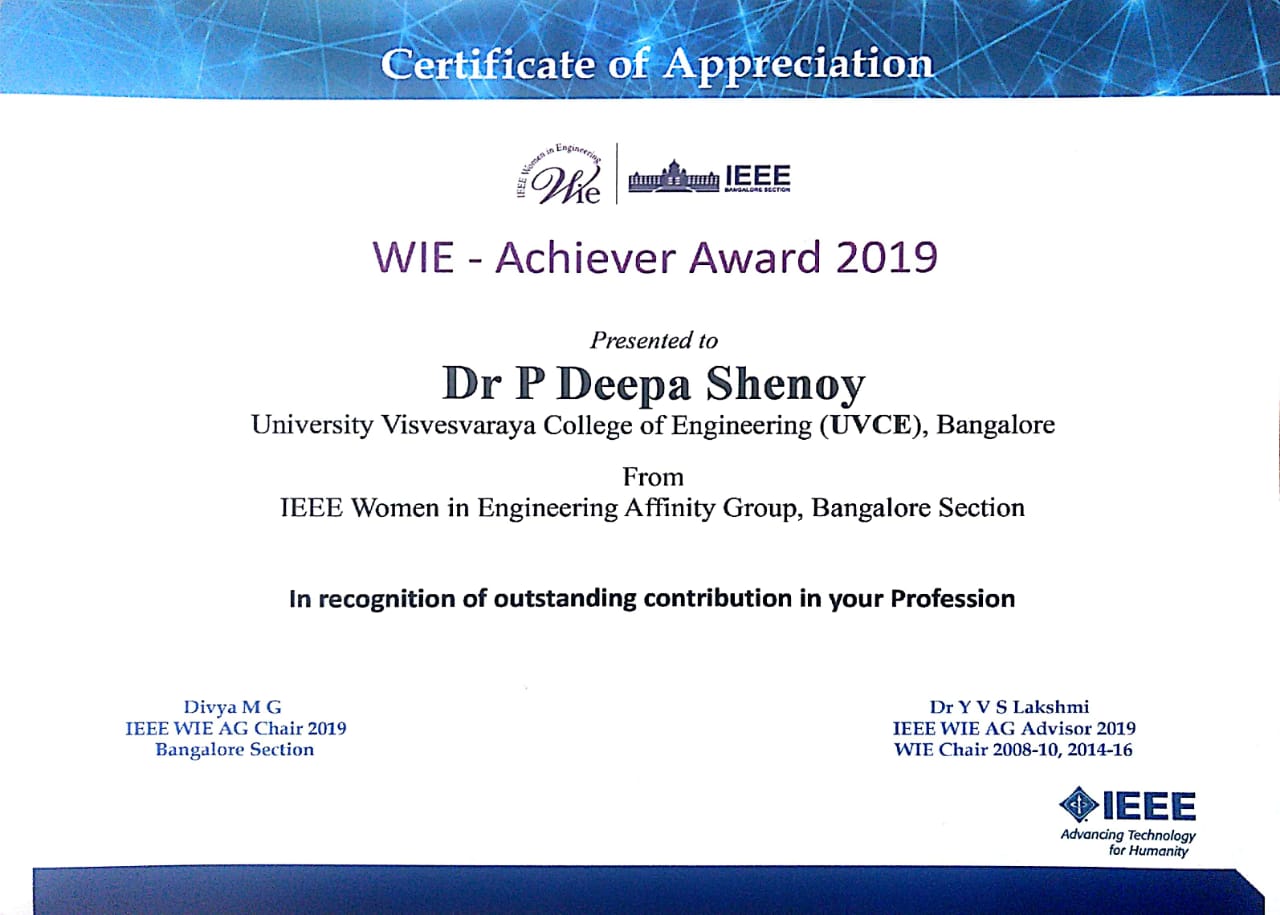 Certificate of Appreciation
IEEE Women in Engineering
Wie
IEEE
BANGALORE SECTION
WIE - Achiever Award 2019
Presented to
Dr P Deepa Shenoy
University Visvesvaraya College of Engineering (UVCE), Bangalore
From
IEEE Women in Engineering Affinity Group, Bangalore Section
In recognition of outstanding contribution in your Profession
Divya M G
IEEE WIE AG Chair 2019
Bangalore Section
Dr Y V S Lakshmi
IEEE WIE AG Advisor 2019
WIE Chair 2008-10, 2014-16
IEEE
Advancing Technology
for Humanity